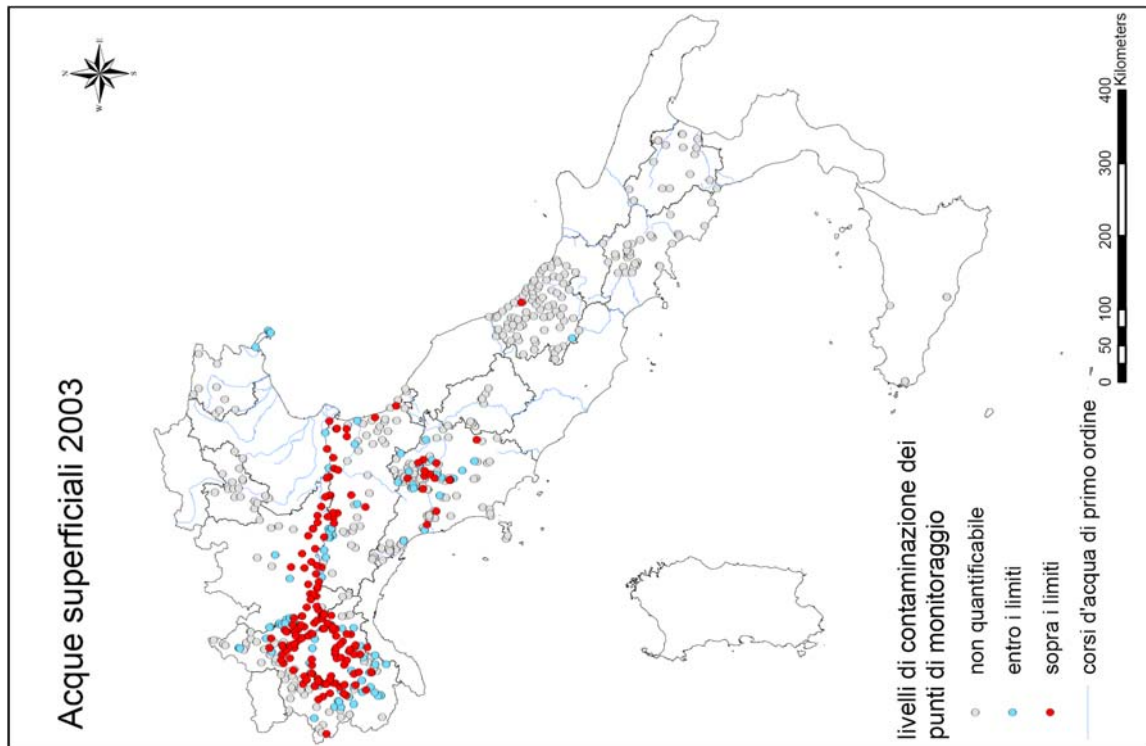 Acque superficiali 2003
N
W
E
S
livelli di contaminazione dei
punti di monitoraggio
non quantificabile
entro i limiti
sopra i limiti
corsi d'acqua di primo ordine
0 50 100 200 300 400
Kilometers